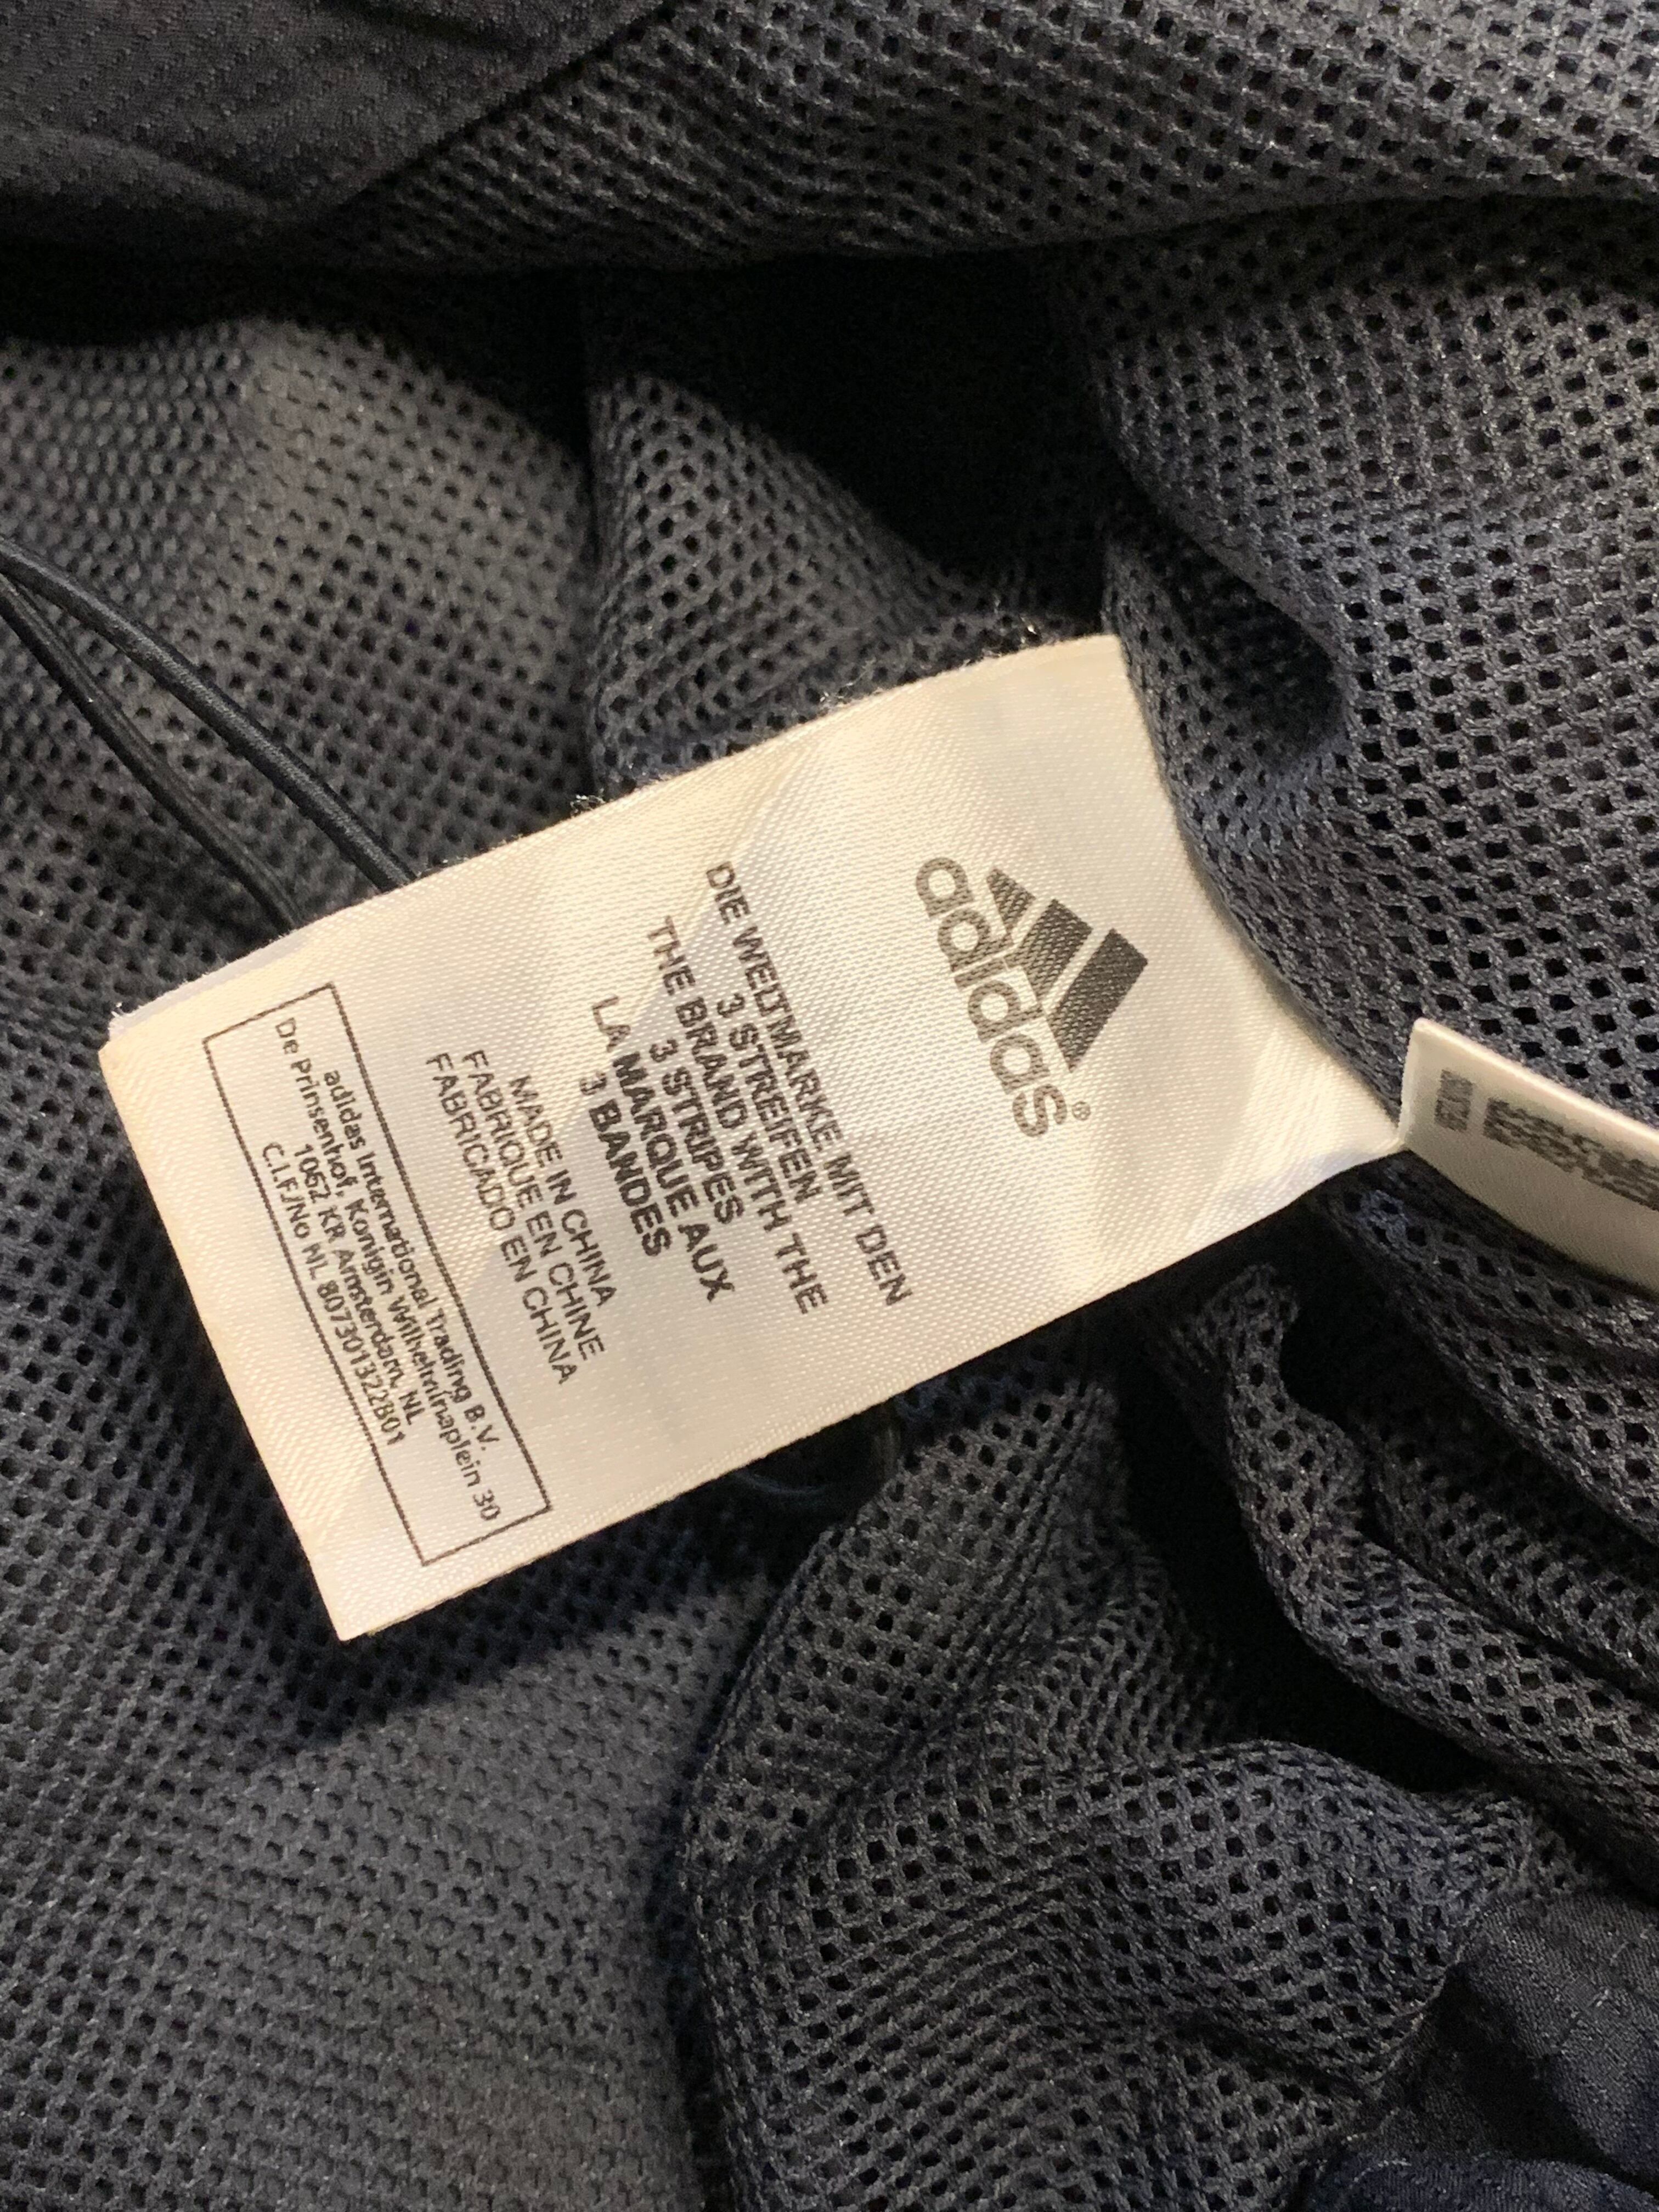 adidas®
DIE WELTMARKE MIT DEN
3 STREIFEN
THE BRAND WITH THE
3 STRIPES
LA MARQUE AUX
3 BANDES
MADE IN CHINA
FABRIQUE EN CHINE
FABRICADO EN CHINA
adidas International Trading B.V.
De Prinsenhof, Konigin Wilhelminaplein 30
1062 KR Amsterdam, NL
C.I.F./No NL 807301322B01